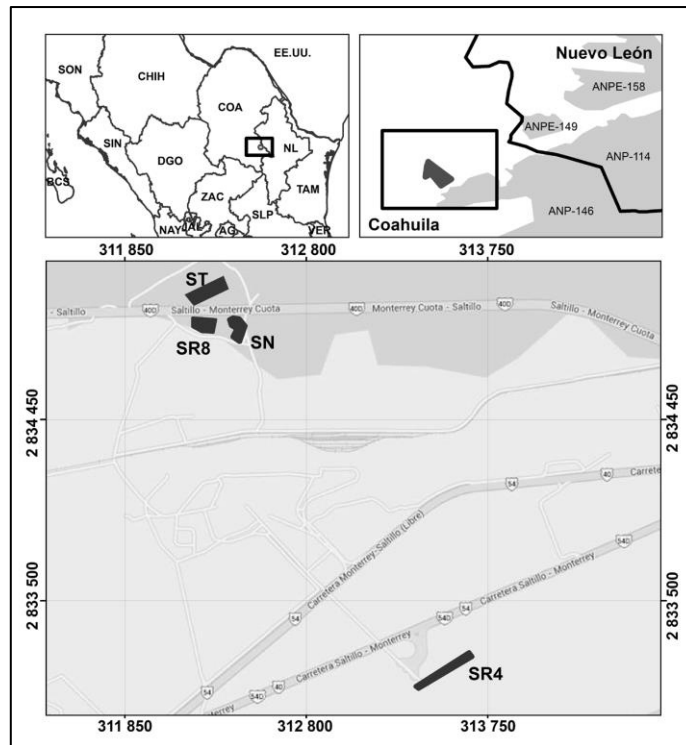 EE.UU.
SON
CHIH
COA
SIN
NL
DGO
BCS
ZAC
TAM
SLP
NAY
JAL
AG
VER
Nuevo León
ANPE-158
ANPE-149
ANP-114
ANP-146
Coahuila
311 850
312 800
313 750
ST
- Saltillo
40D
Saltillo - Monterrey Cuota
Monterrey Cuota - Saltillo
40D
Saltillo - Monterrey Cuota
SR8
SN
2 834 450
2 834 450
54
40
Carretera
Carretera Monterrey-Saltillo (Libre)
54D
2 833 500
2 833 500
Carretera Saltillo - Monterrey
54
54D
54
Carretera Saltillo - Monterrey
SR4
54
54D
40
311 850
312 800
313 750